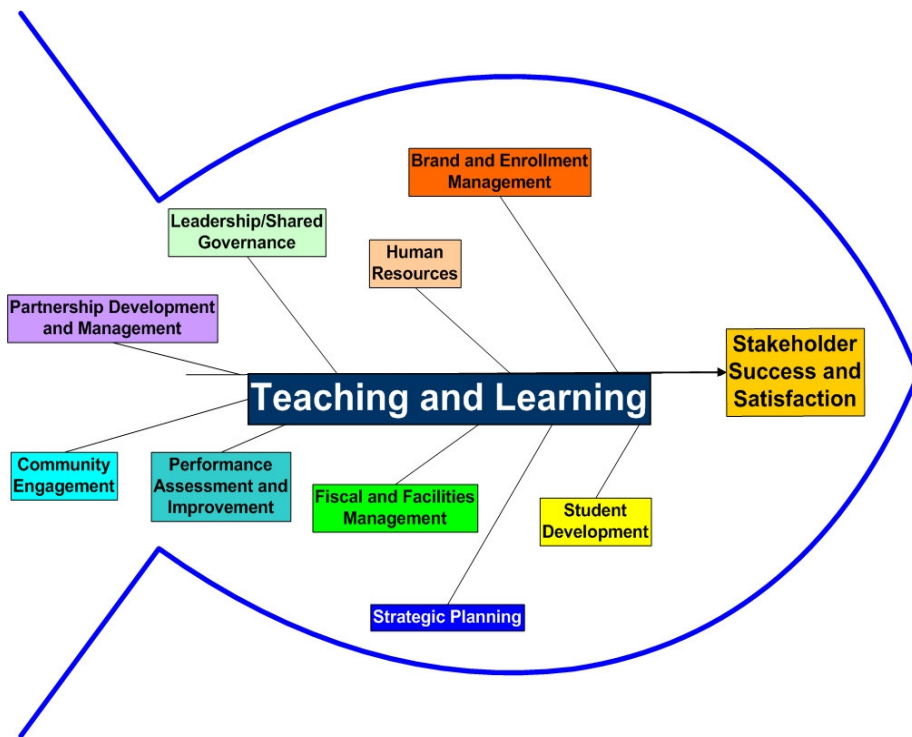 Brand and Enrollment
Management
Leadership/Shared
Governance
Human
Resources
Partnership Development
and Management
Stakeholder
Success and
Satisfaction
Teaching and Learning
Community
Engagement
Performance
Assessment and
Improvement
Fiscal and Facilities
Management
Student
Development
Strategic Planning